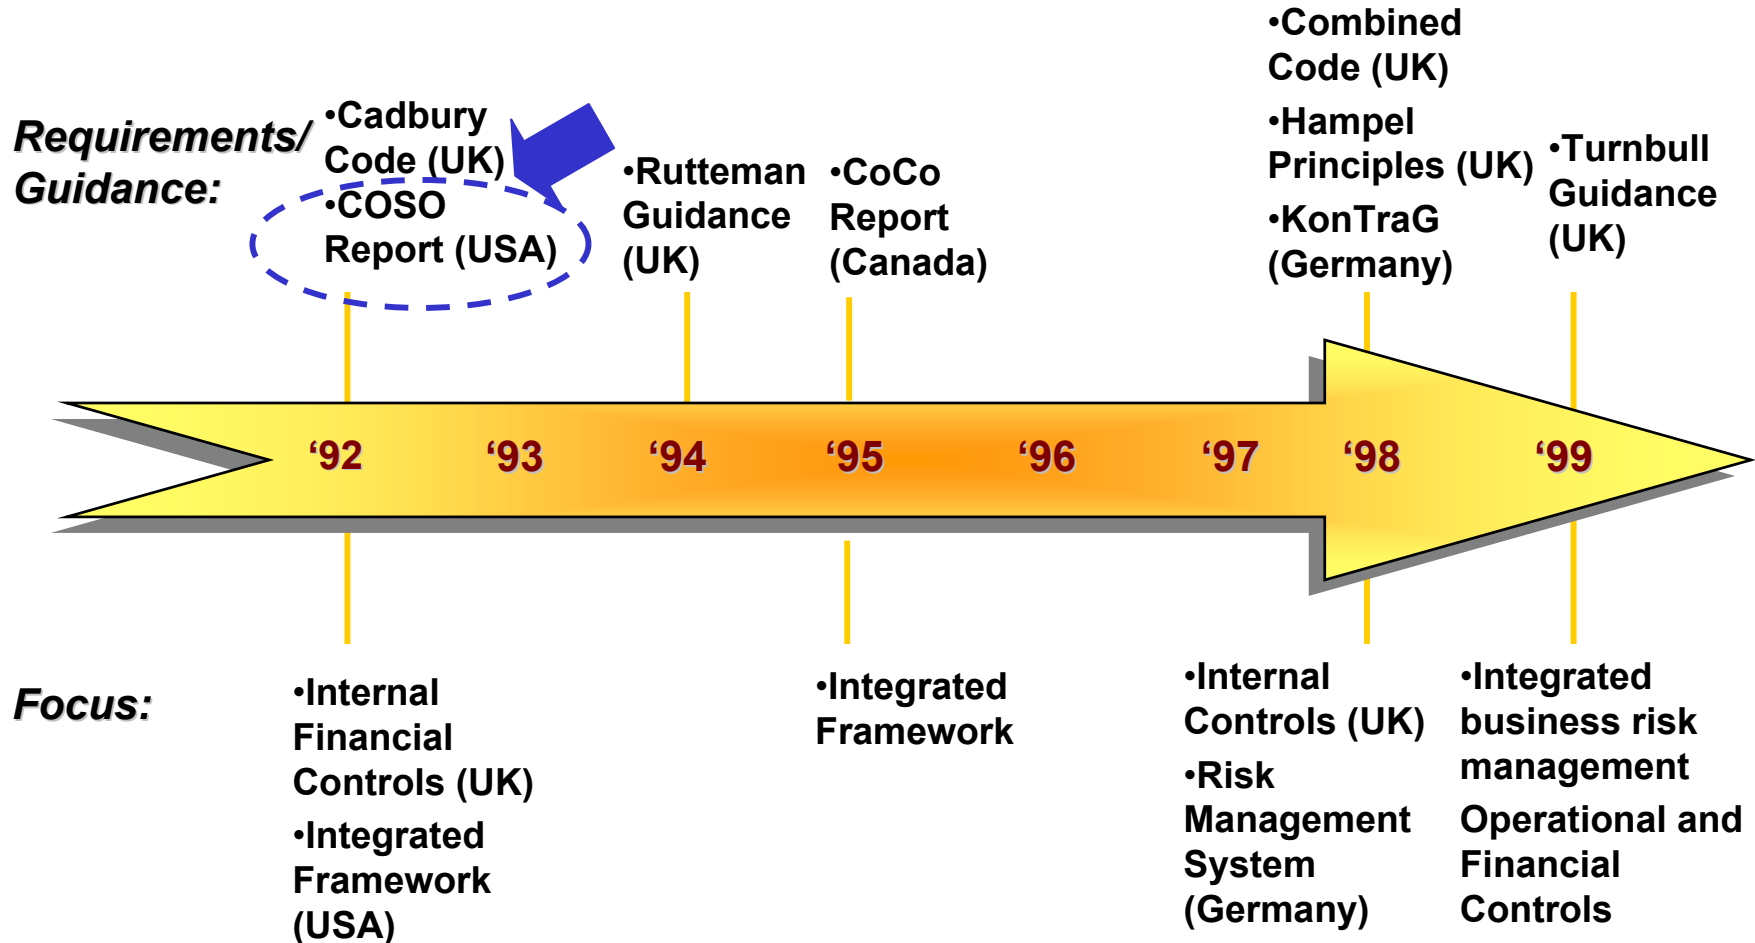 Requirements/
Guidance:
•Cadbury
Code (UK)
•COSO
Report (USA)
•Rutteman
Guidance
(UK)
•CoCo
Report
(Canada)
•Combined
Code (UK)
•Hampel
Principles (UK)
•KonTraG
(Germany)
•Turnbull
Guidance
(UK)
‘92 ‘93 ‘94 ‘95 ‘96 ‘97 ‘98 ‘99
Focus:
•Internal
Financial
Controls (UK)
•Integrated
Framework
(USA)
•Integrated
Framework
•Internal
Controls (UK)
•Risk
Management
System
(Germany)
•Integrated
business risk
management
Operational and
Financial
Controls